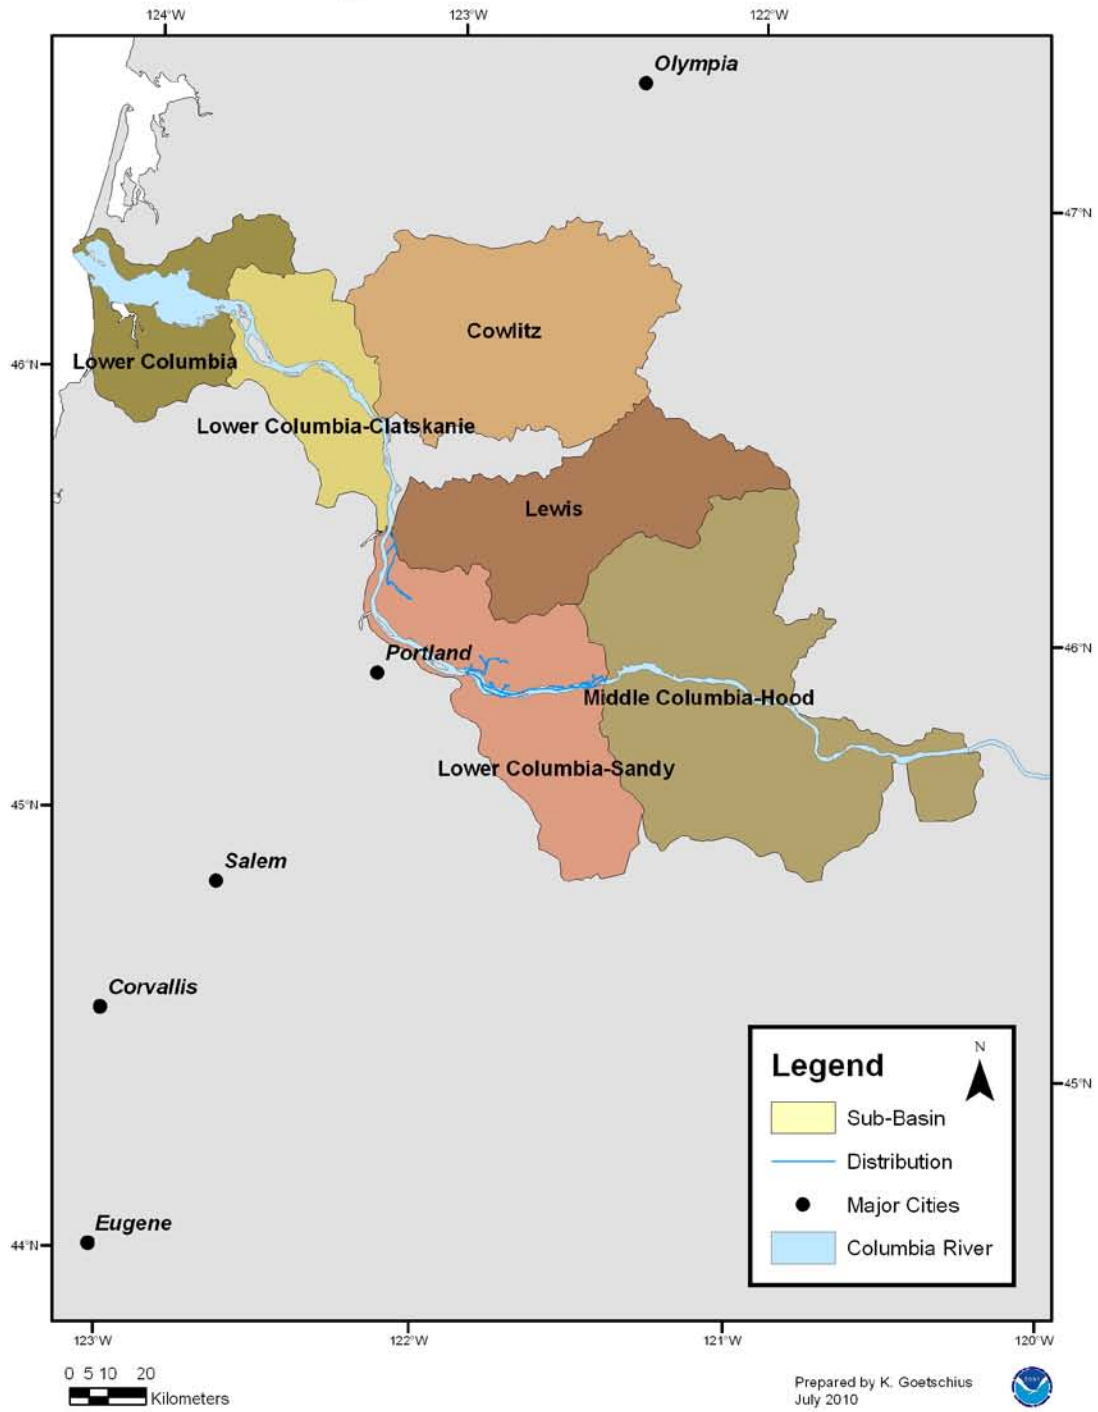 124°W 123°W 122°W
Olympia
47°N
Cowlitz
Lower Columbia
46°N
Lower Columbia-Clatskanie
Lewis
46°N
Portland
Middle Columbia-Hood
Lower Columbia-Sandy
45°N
Salem
Corvallis
Legend
N
Sub-Basin
45°N
Distribution
Major Cities
Eugene
44°N
Columbia River
123°W 122°W 121°W 120°W
0 5 10 20
Kilometers
Prepared by K. Goetschius
July 2010